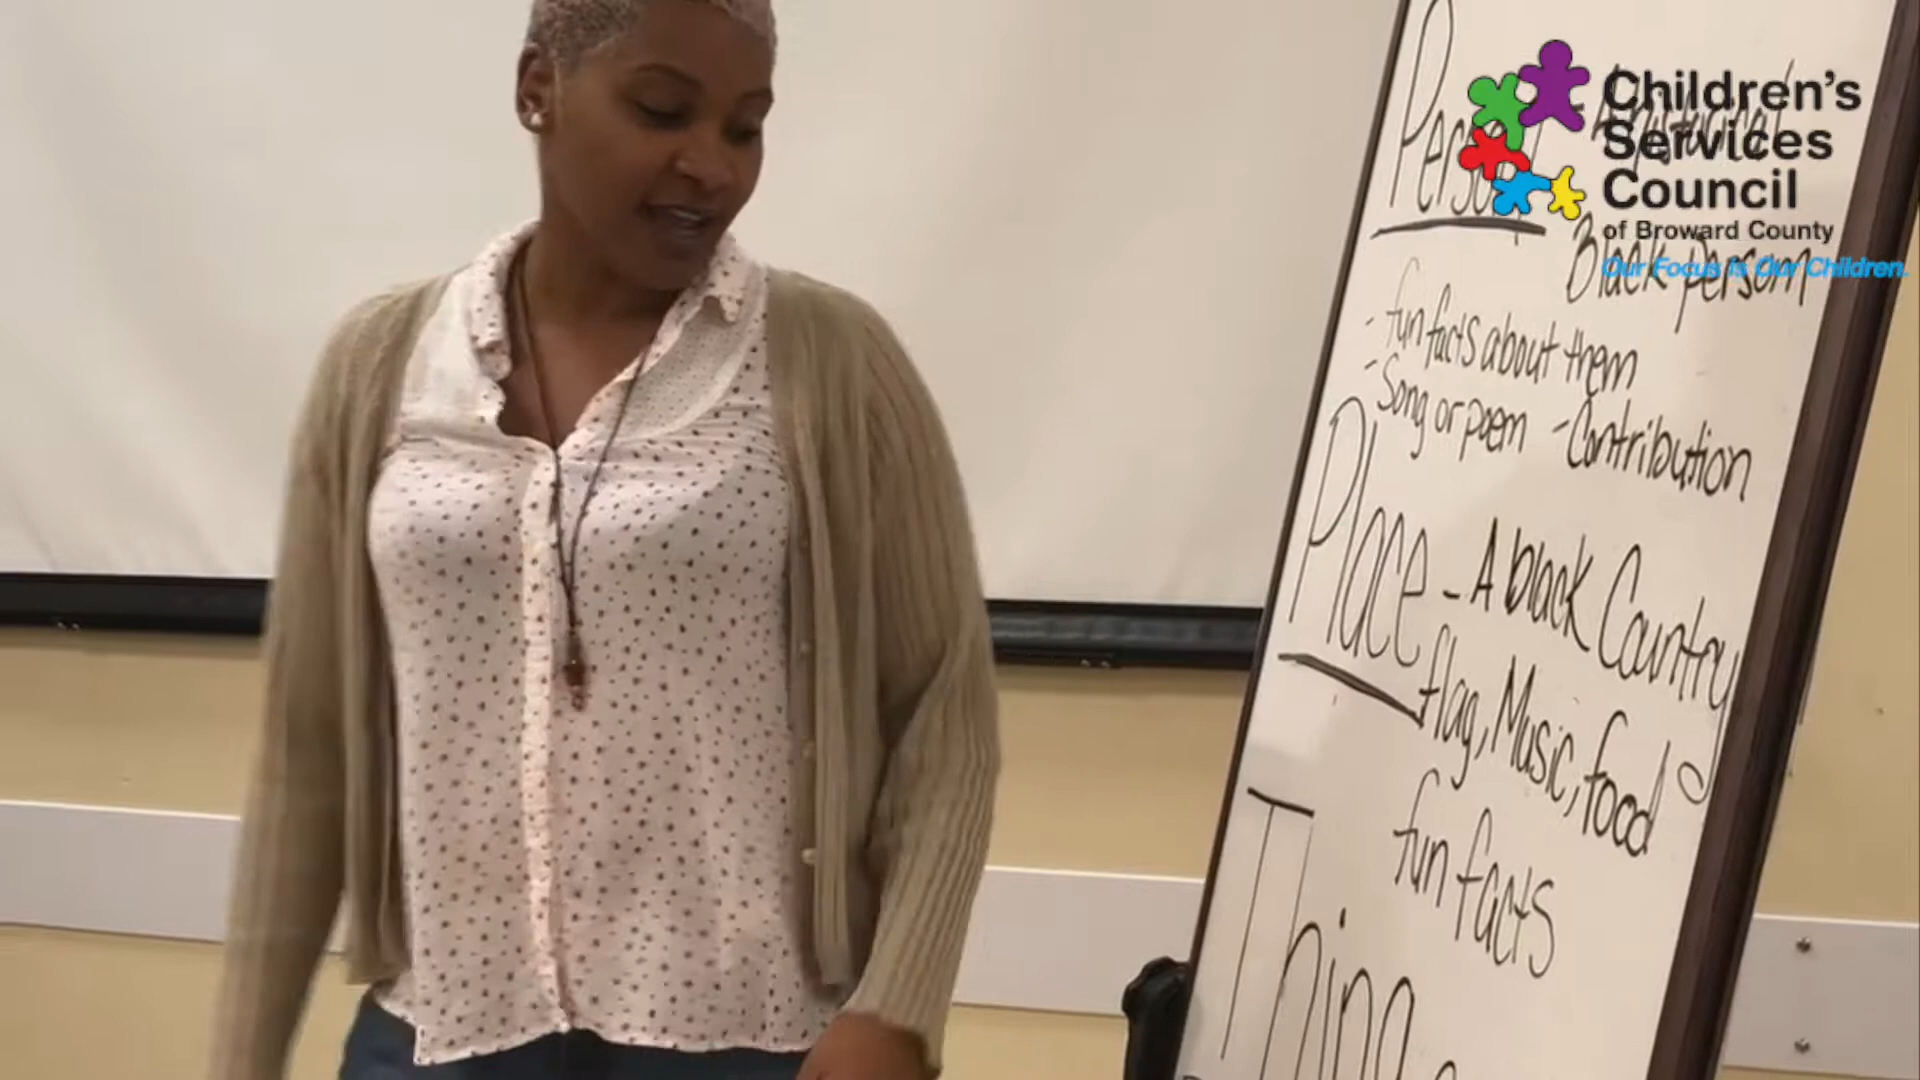 Children's
Services
Council
of Broward County
Our Focus is Our Children.
Person - A historical
Black person
- fun facts about them
- Song or poem - Contribution
Place - A black Country
flag, Music, food
fun facts
Thing